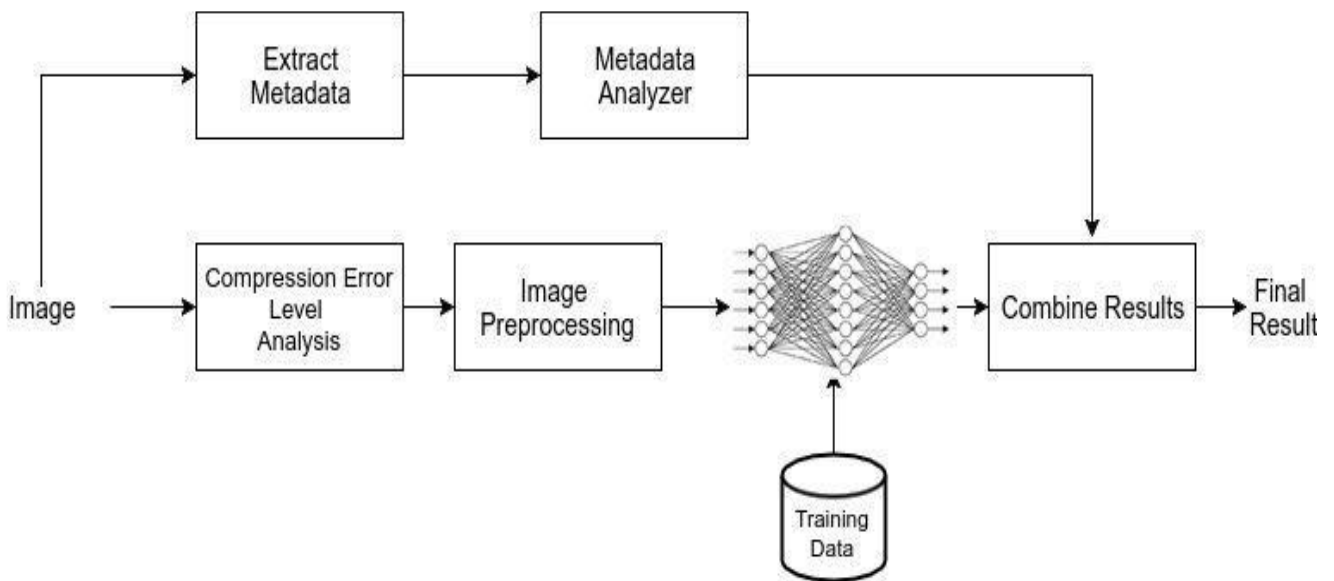 Extract
Metadata
Metadata
Analyzer
Image
Compression Error
Level
Analysis
Image
Preprocessing
Combine Results
Final
Result
Training
Data